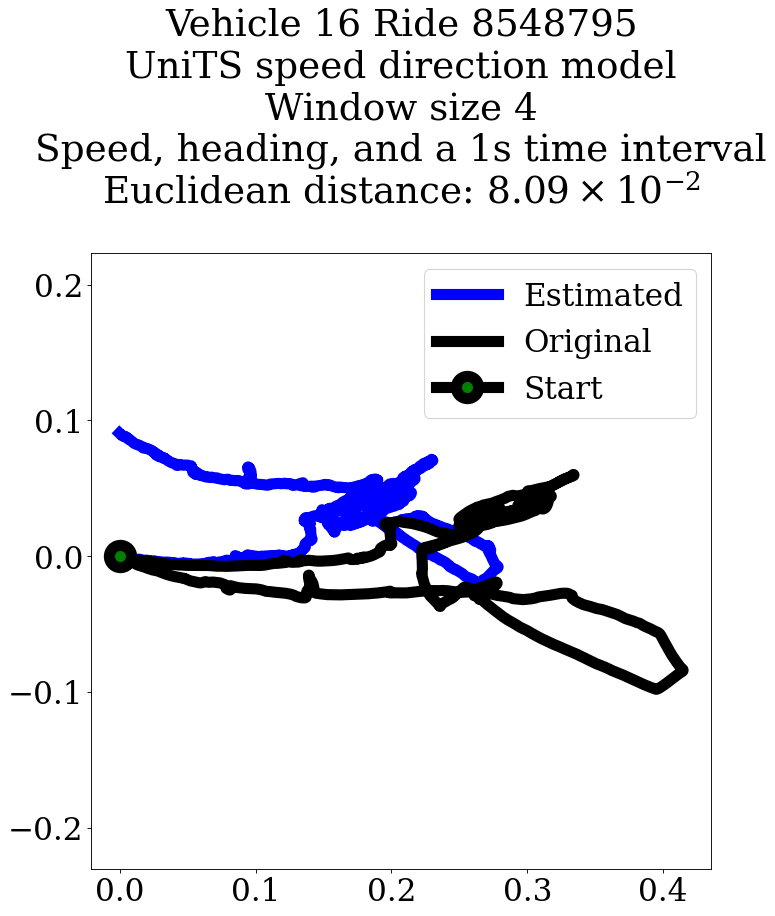 Vehicle 16 Ride 8548795
UniTS speed direction model
Window size 4
Speed, heading, and a 1s time interval
Euclidean distance: 8.09 × 10⁻²
Estimated
Original
Start
0.2
0.1
0.0
−0.1
−0.2
0.0 0.1 0.2 0.3 0.4